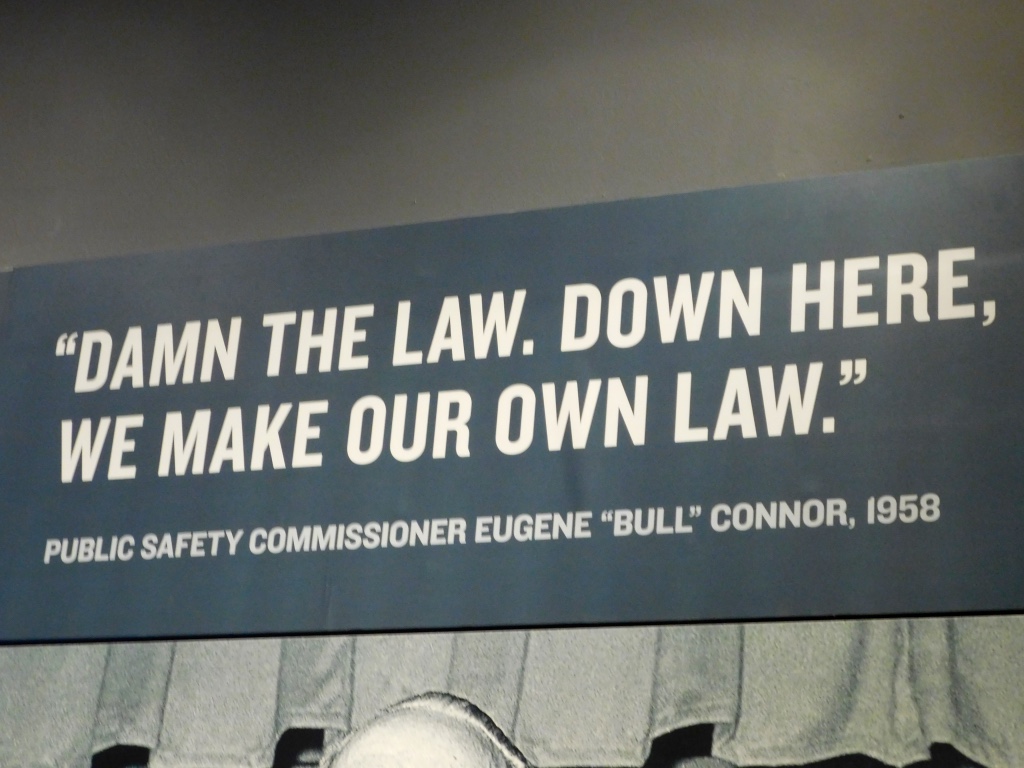 “DAMN THE LAW. DOWN HERE,
WE MAKE OUR OWN LAW.”
PUBLIC SAFETY COMMISSIONER EUGENE “BULL” CONNOR, 1958